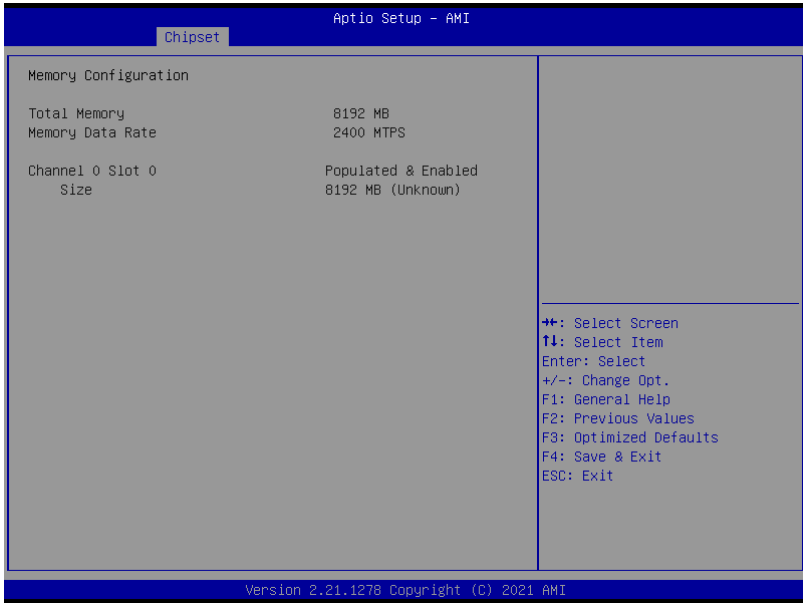 Aptio Setup – AMI
Chipset
Memory Configuration
Total Memory 8192 MB
Memory Data Rate 2400 MTPS
Channel 0 Slot 0 Populated & Enabled
Size 8192 MB (Unknown)
→←: Select Screen
↑↓: Select Item
Enter: Select
+/-: Change Opt.
F1: General Help
F2: Previous Values
F3: Optimized Defaults
F4: Save & Exit
ESC: Exit
Version 2.21.1278 Copyright (C) 2021 AMI